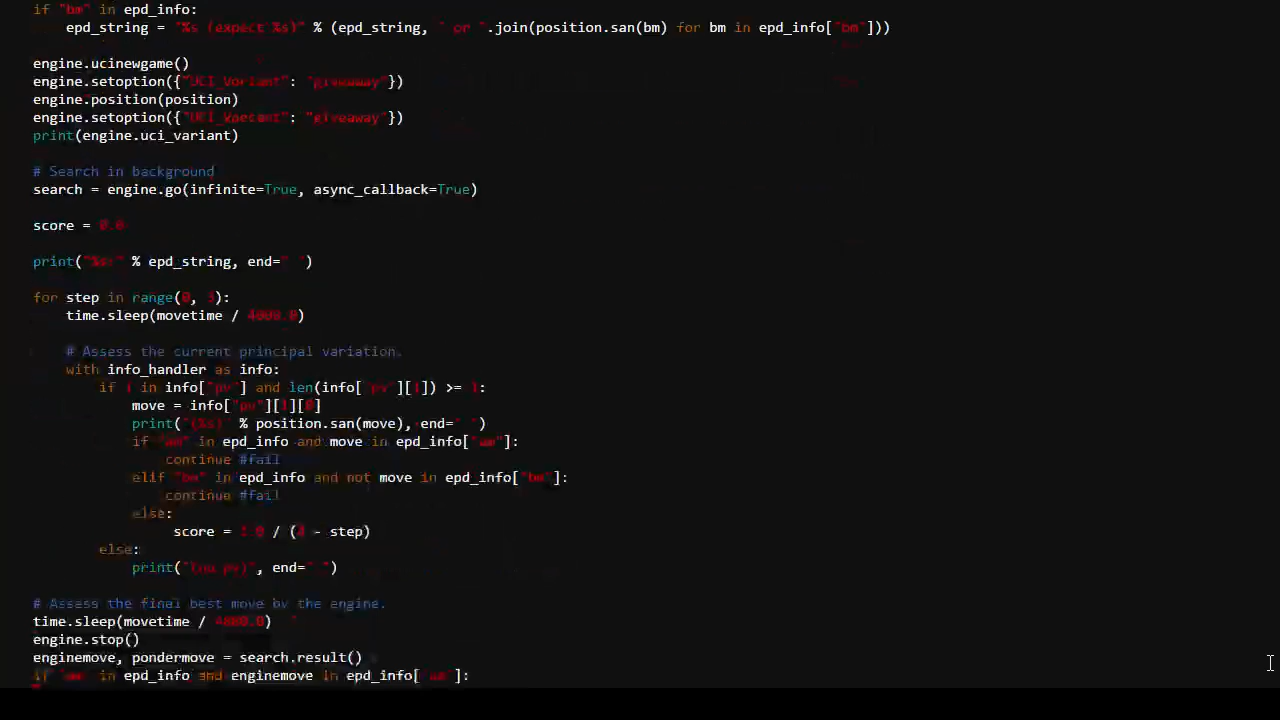 if "bm" in epd_info:
epd_string = "%s (expect %s)" % (epd_string, " or ".join(position.san(bm) for bm in epd_info["bm"]))
engine.ucinewgame()
engine.setoption({"UCI_Variant": "giveaway"})
engine.position(position)
engine.setoption({"UCI_Variant": "giveaway"})
print(engine.uci_variant)
# Search in background
search = engine.go(infinite=True, async_callback=True)
score = 0.0
print("%s:" % epd_string, end=" ")
for step in range(0, 3):
time.sleep(movetime / 4000.0)
# Assess the current principal variation.
with info_handler as info:
if 1 in info["pv"] and len(info["pv"][1]) >= 1:
move = info["pv"][1][0]
print("(%s)" % position.san(move), end=" ")
if "am" in epd_info and move in epd_info["am"]:
continue #fail
elif "bm" in epd_info and not move in epd_info["bm"]:
continue #fail
else:
score = 1.0 / (4 - step)
else:
print("(no pv)", end=" ")
# Assess the final best move by the engine.
time.sleep(movetime / 4000.0)
engine.stop()
enginemove, pondermove = search.result()
if "am" in epd_info and enginemove in epd_info["am"]: